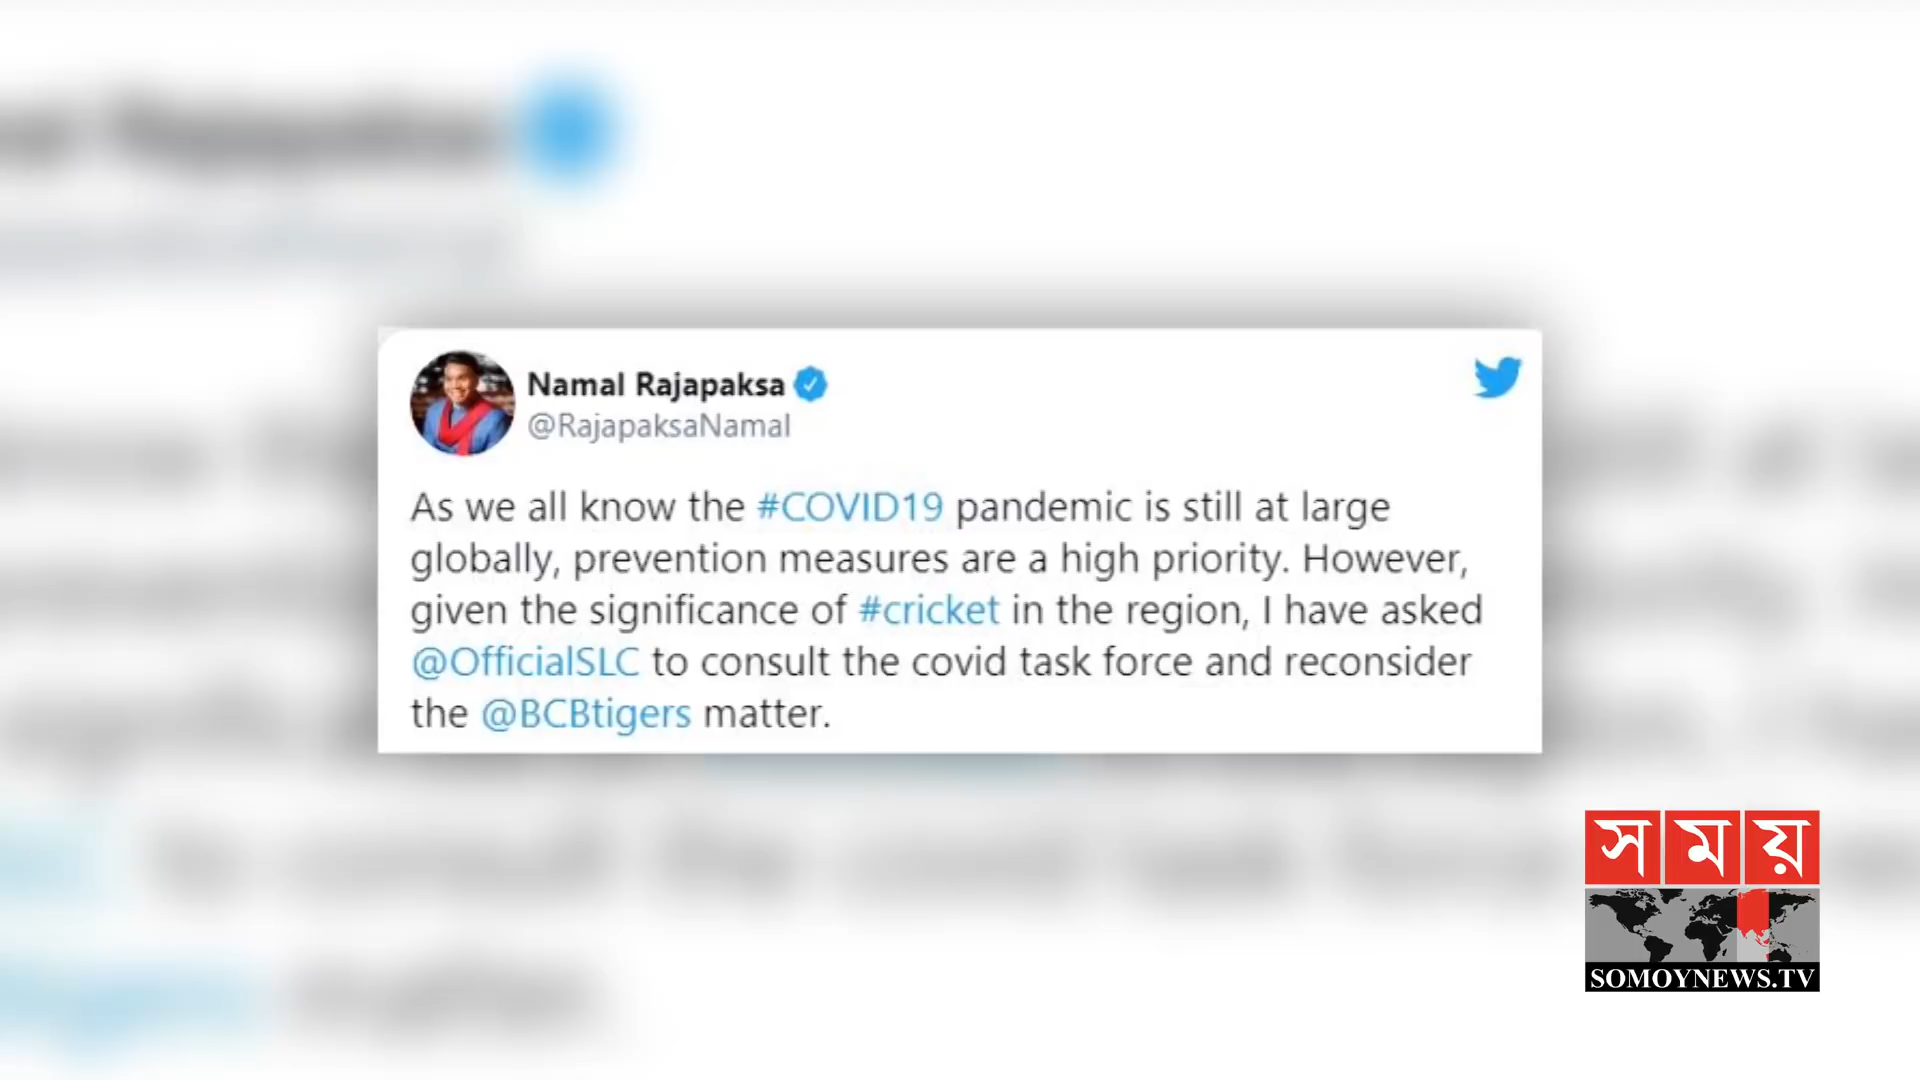 Namal Rajapaksa
@RajapaksaNamal
As we all know the #COVID19 pandemic is still at large
globally, prevention measures are a high priority. However,
given the significance of #cricket in the region, I have asked
@OfficialSLC to consult the covid task force and reconsider
the @BCBtigers matter.
সময়
SOMOYNEWS.TV